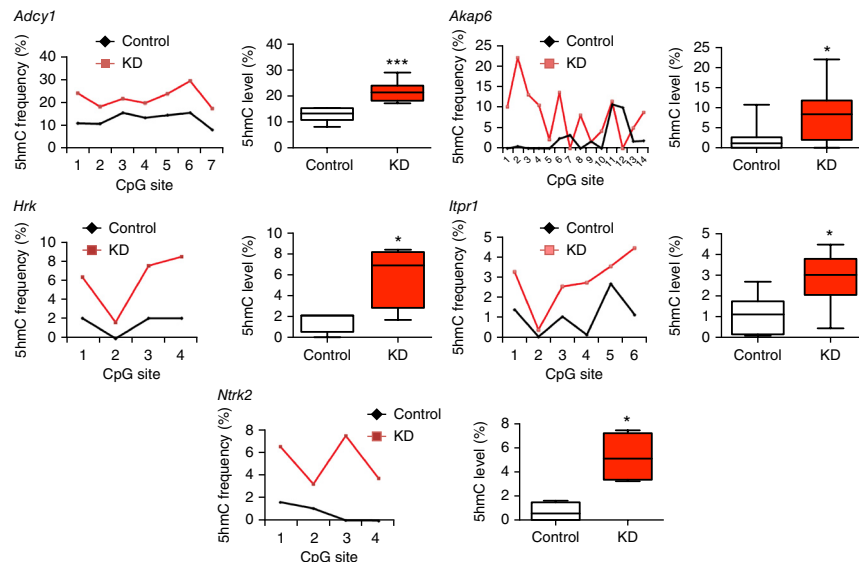 Adcy1
Control
KD
5hmC frequency (%)
40
30
20
10
0
1 2 3 4 5 6 7
CpG site
5hmC level (%)
40
30
20
10
0
***
Control KD
Akap6
Control
KD
5hmC frequency (%)
25
20
15
10
5
0
1 2 3 4 5 6 7 8 9 10 11 12 13 14
CpG site
5hmC level (%)
25
20
15
10
5
0
*
Control KD
Hrk
Control
KD
5hmC frequency (%)
10
8
6
4
2
0
1 2 3 4
CpG site
5hmC level (%)
10
8
6
4
2
0
*
Control KD
Itpr1
Control
KD
5hmC frequency (%)
5
4
3
2
1
0
1 2 3 4 5 6
CpG site
5hmC level (%)
5
4
3
2
1
0
*
Control KD
Ntrk2
Control
KD
5hmC frequency (%)
8
6
4
2
0
1 2 3 4
CpG site
5hmC level (%)
8
6
4
2
0
*
Control KD